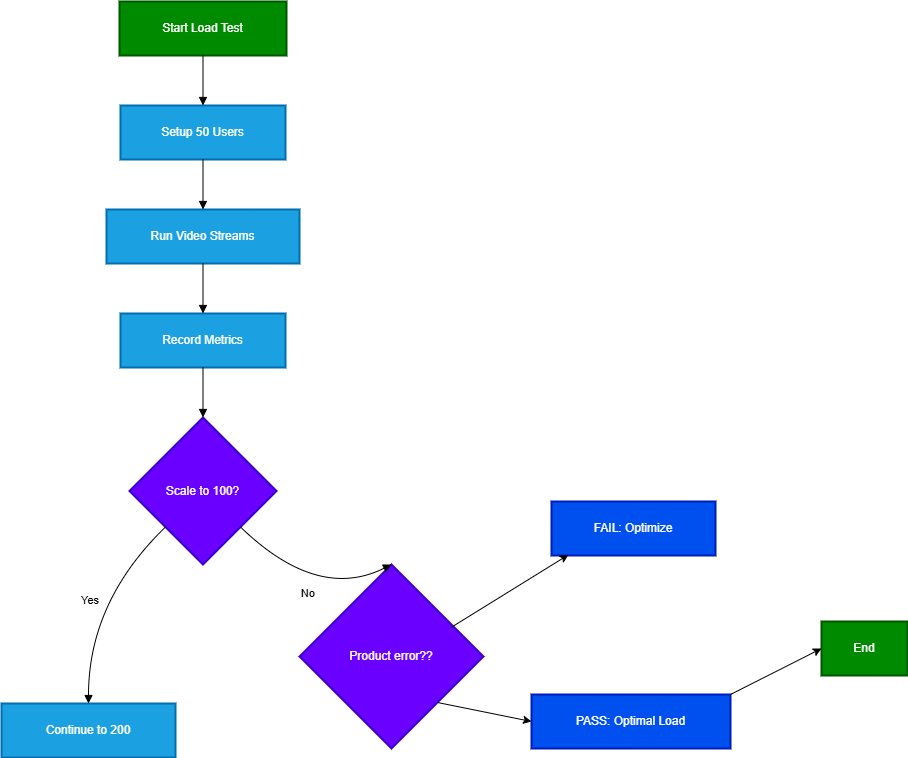 Start Load Test
Setup 50 Users
Run Video Streams
Record Metrics
Scale to 100?
Yes
No
Continue to 200
Product error??
FAIL: Optimize
PASS: Optimal Load
End